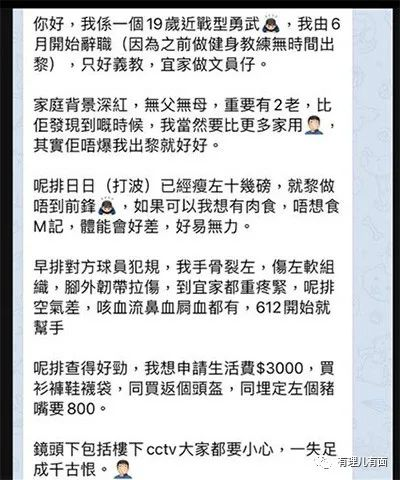 你好，我係一個19歲近戰型勇武🙇🏻‍♂️，我由6
月開始辭職（因為之前做健身教練無時間出
黎），只好義教，宜家做文員仔。
家庭背景深紅，無父無母，重要有2老，比
佢發現到嘅時候，我當然要比更多家用🤦🏻‍♂️，
其實佢唔爆我出黎就好好。
呢排日日（打波）已經瘦左十幾磅，就黎做
唔到前鋒🙇🏻‍♂️，如果可以我想有肉食，唔想食
M記，體能會好差，好易無力。
早排對方球員犯規，我手骨裂左，傷左軟組
織，腳外韌帶拉傷，到宜家都重疼緊，呢排
空氣差，咳血流鼻血屙血都有，612開始就
幫手
呢排查得好勁，我想申請生活費$3000，買
衫褲鞋襪袋，同買返個頭盔，同埋定左個豬
嘴要800。
鏡頭下包括樓下cctv大家都要小心，一失足
成千古恨。🤦🏻‍♂️
有理儿有面